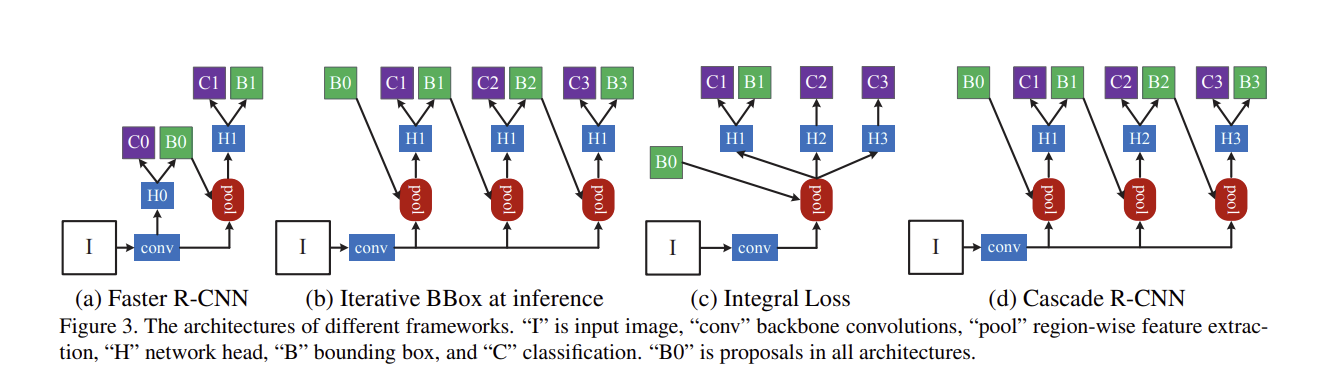 C1 B1
C0 B0 H1
H0 pool
I conv
(a) Faster R-CNN
B0 C1 B1 C2 B2 C3 B3
H1 H1 H1
pool pool pool
I conv
(b) Iterative BBox at inference
C1 B1 C2 C3
H1 H2 H3
B0
pool
I conv
(c) Integral Loss
B0 C1 B1 C2 B2 C3 B3
H1 H2 H3
pool pool pool
I conv
(d) Cascade R-CNN
Figure 3. The architectures of different frameworks. “I” is input image, “conv” backbone convolutions, “pool” region-wise feature extrac-
tion, “H” network head, “B” bounding box, and “C” classification. “B0” is proposals in all architectures.